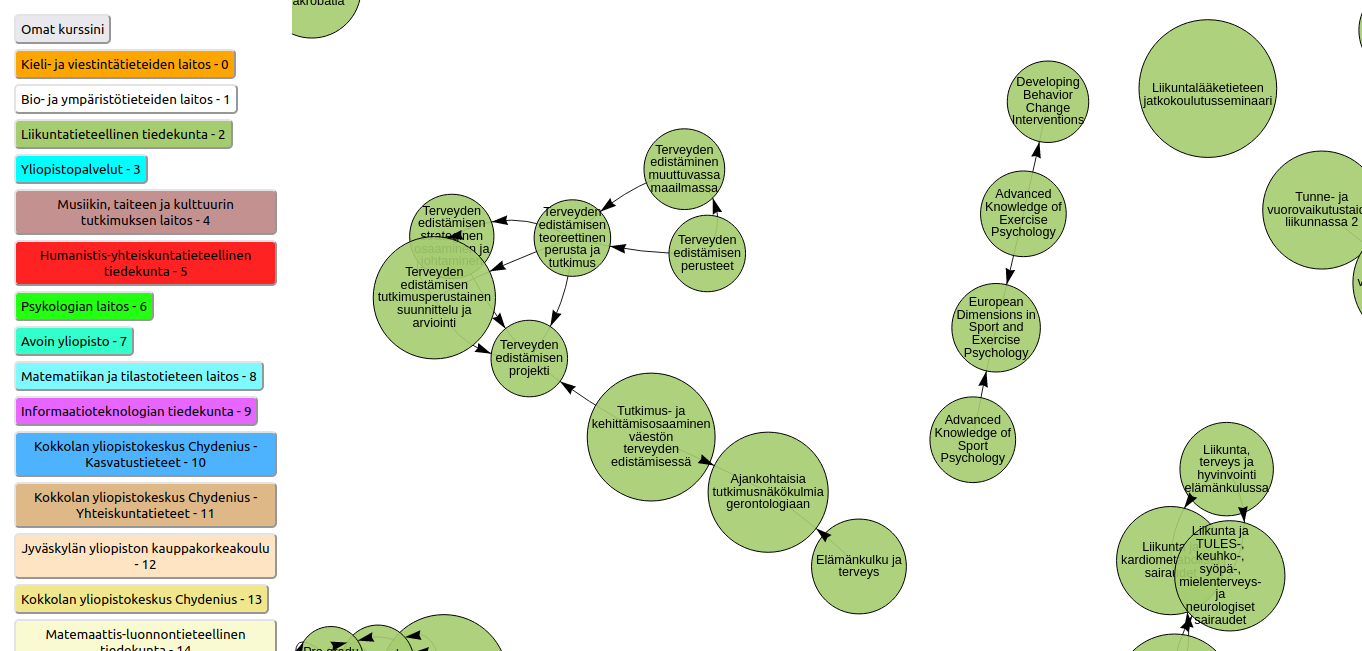 Omat kurssini
Kieli- ja viestintätieteiden laitos - 0
Bio- ja ympäristötieteiden laitos - 1
Liikuntatieteellinen tiedekunta - 2
Yliopistopalvelut - 3
Musiikin, taiteen ja kulttuurin
tutkimuksen laitos - 4
Humanistis-yhteiskuntatieteellinen
tiedekunta - 5
Psykologian laitos - 6
Avoin yliopisto - 7
Matematiikan ja tilastotieteen laitos - 8
Informaatioteknologian tiedekunta - 9
Kokkolan yliopistokeskus Chydenius -
Kasvatustieteet - 10
Kokkolan yliopistokeskus Chydenius -
Yhteiskuntatieteet - 11
Jyväskylän yliopiston kauppakorkeakoulu
- 12
Kokkolan yliopistokeskus Chydenius - 13
Matemaattis-luonnontieteellinen
tiedekunta - 14
akrobatia
Terveyden
edistäminen
muuttuvassa
maailmassa
Terveyden
edistämisen
strateginen
osaaminen ja
johtaminen
Terveyden
edistämisen
teoreettinen
perusta ja
tutkimus
Terveyden
edistämisen
perusteet
Terveyden
edistämisen
tutkimusperustainen
suunnittelu ja
arviointi
Terveyden
edistämisen
projekti
Tutkimus- ja
kehittämisosaaminen
väestön
terveyden
edistämisessä
Ajankohtaisia
tutkimusnäkökulmia
gerontologiaan
Elämänkulku ja
terveys
Developing
Behavior
Change
Interventions
Advanced
Knowledge of
Exercise
Psychology
European
Dimensions in
Sport and
Exercise
Psychology
Advanced
Knowledge of
Sport
Psychology
Liikuntalääketieteen
jatkokoulutusseminaari
Tunne- ja
vuorovaikutustaid
liikunnassa 2
Liikunta,
terveys ja
hyvinvointi
elämänkulussa
Liikunta
kardiomet
sairaudet
Liikunta ja
TULES-,
keuhko-,
syöpä-,
mielenterveys-
ja
neurologiset
sairaudet
Pro gradu